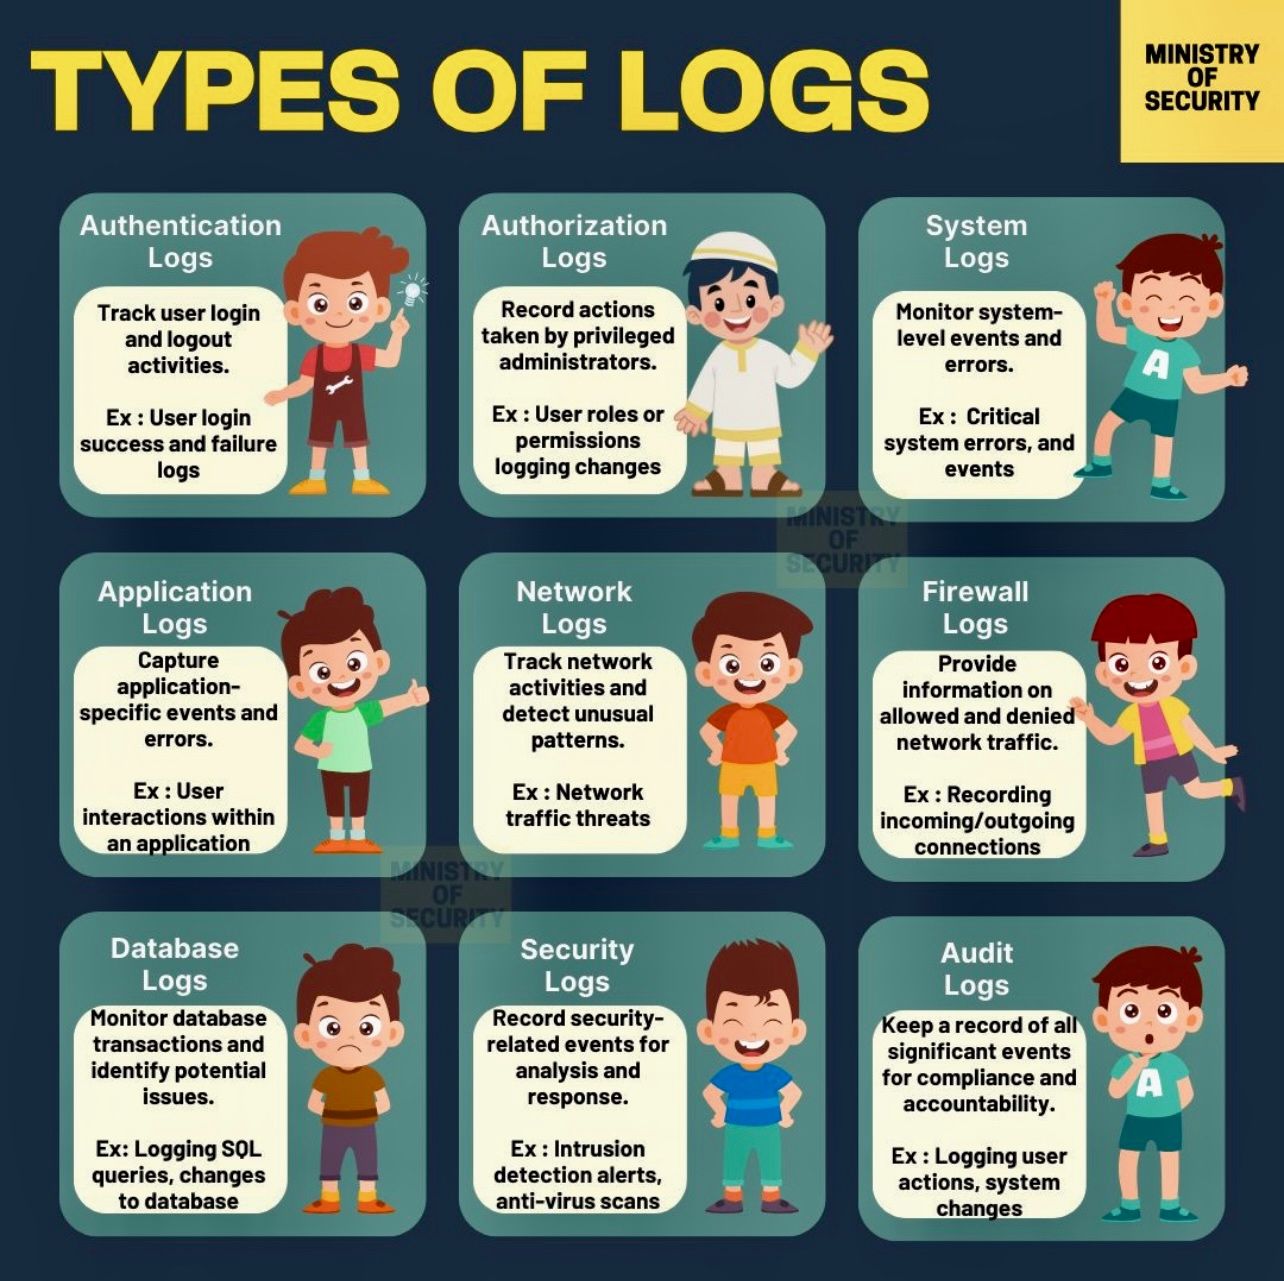 TYPES OF LOGS
MINISTRY
OF
SECURITY
Authentication
Logs
Track user login
and logout
activities.
Ex : User login
success and failure
logs
Authorization
Logs
Record actions
taken by privileged
administrators.
Ex : User roles or
permissions
logging changes
System
Logs
Monitor system-
level events and
errors.
Ex :  Critical
system errors, and
events
A
MINISTRY
OF
SECURITY
Application
Logs
Capture
application-
specific events and
errors.
Ex : User
interactions within
an application
Network
Logs
Track network
activities and
detect unusual
patterns.
Ex : Network
traffic threats
Firewall
Logs
Provide
information on
allowed and denied
network traffic.
Ex : Recording
incoming/outgoing
connections
MINISTRY
OF
SECURITY
Database
Logs
Monitor database
transactions and
identify potential
issues.
Ex: Logging SQL
queries, changes
to database
Security
Logs
Record security-
related events for
analysis and
response.
Ex : Intrusion
detection alerts,
anti-virus scans
Audit
Logs
Keep a record of all
significant events
for compliance and
accountability.
Ex : Logging user
actions, system
changes
A